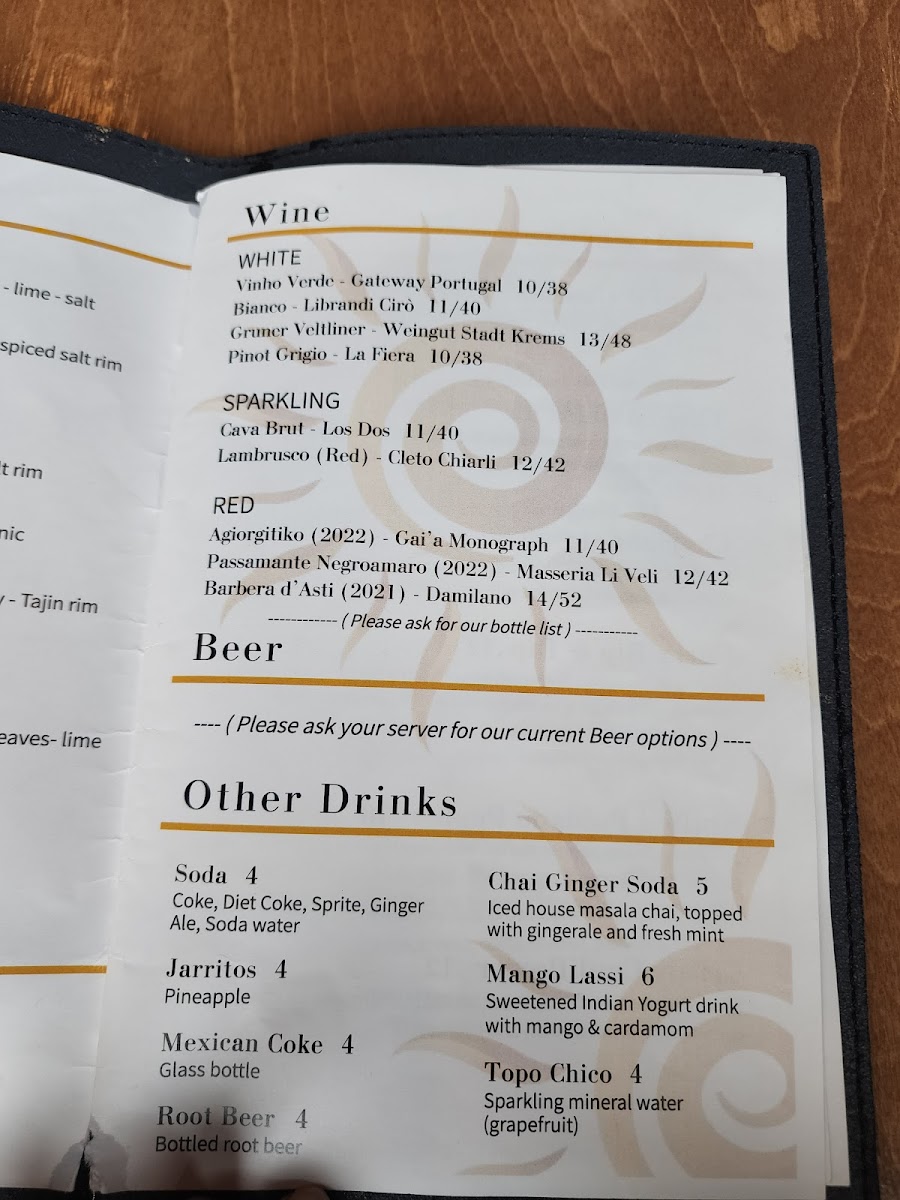 - lime - salt
spiced salt rim
t rim
nic
- Tajin rim
eaves- lime
Wine
WHITE
Vinho Verde - Gateway Portugal 10/38
Bianco - Librandi Cirò 11/40
Gruner Veltliner - Weingut Stadt Krems 13/48
Pinot Grigio - La Fiera 10/38
SPARKLING
Cava Brut - Los Dos 11/40
Lambrusco (Red) - Cleto Chiarli 12/42
RED
Agiorgitiko (2022) - Gai'a Monograph 11/40
Passamante Negroamaro (2022) - Masseria Li Veli 12/42
Barbera d'Asti (2021) - Damilano 14/52
------------ ( Please ask for our bottle list ) -----------
Beer
---- ( Please ask your server for our current Beer options ) ----
Other Drinks
Soda 4
Coke, Diet Coke, Sprite, Ginger
Ale, Soda water
Jarritos 4
Pineapple
Mexican Coke 4
Glass bottle
Root Beer 4
Bottled root beer
Chai Ginger Soda 5
Iced house masala chai, topped
with gingerale and fresh mint
Mango Lassi 6
Sweetened Indian Yogurt drink
with mango & cardamom
Topo Chico 4
Sparkling mineral water
(grapefruit)